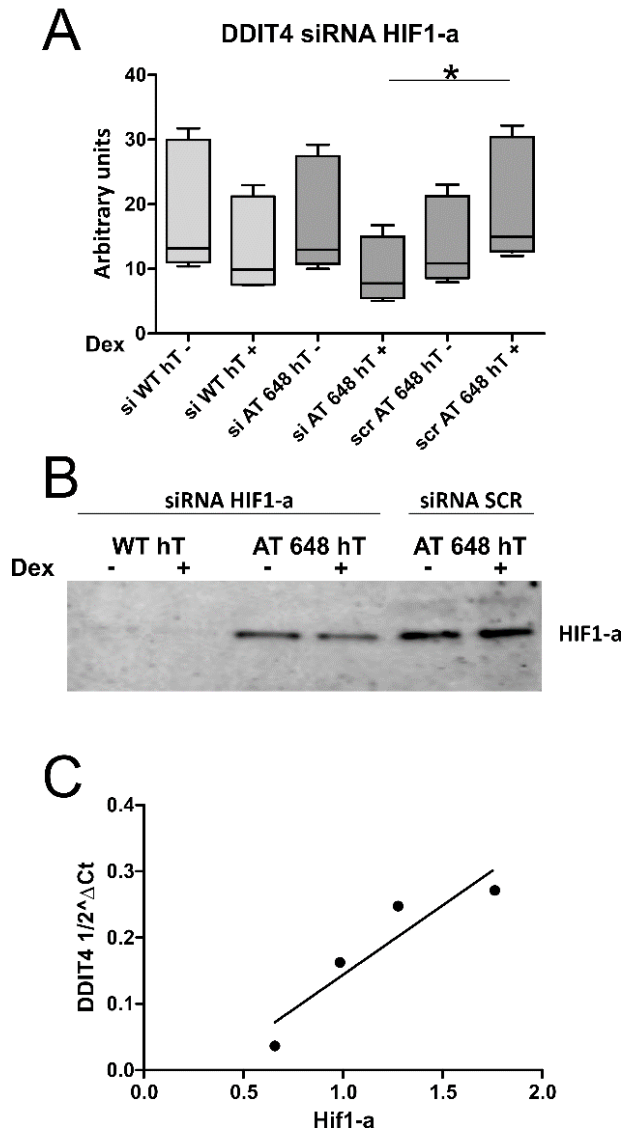 A
DDIT4 siRNA HIF1-a
*
40
30
20
10
0
Arbitrary units
Dex
si WT hT -
si WT hT +
si AT 648 hT -
si AT 648 hT +
scr AT 648 hT -
scr AT 648 hT +
B
siRNA HIF1-a siRNA SCR
WT hT AT 648 hT AT 648 hT
Dex - + - + - +
HIF1-a
C
0.4
0.3
0.2
0.1
0.0
DDIT4 1/2^ΔCt
0.0 0.5 1.0 1.5 2.0
Hif1-a